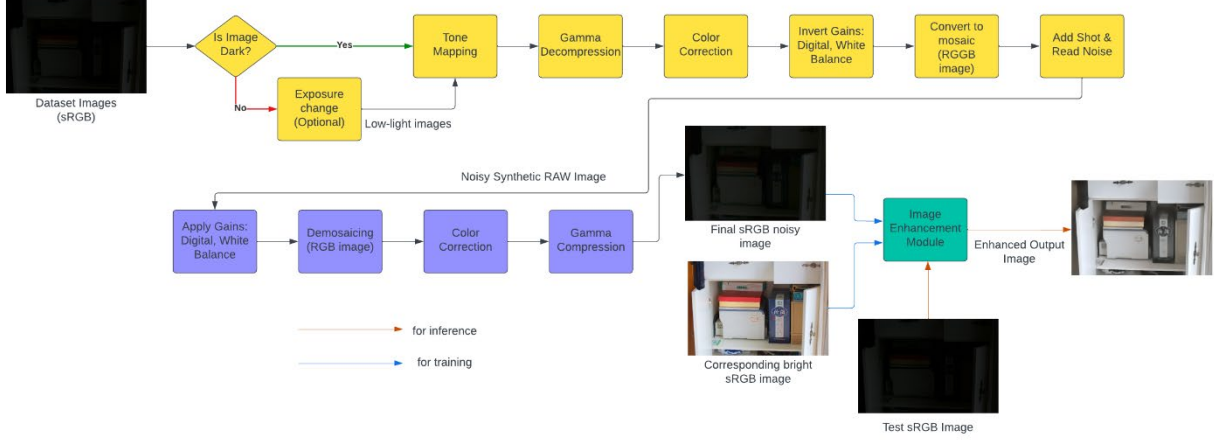 Dataset Images
(sRGB)
Is Image
Dark?
Yes
No
Exposure
change
(Optional)
Low-light images
Tone
Mapping
Gamma
Decompression
Color
Correction
Invert Gains:
Digital, White
Balance
Convert to
mosaic
(RGGB
image)
Add Shot &
Read Noise
Noisy Synthetic RAW Image
Apply Gains:
Digital, White
Balance
Demosaicing
(RGB image)
Color
Correction
Gamma
Compression
Final sRGB noisy
image
Corresponding bright
sRGB image
Image
Enhancement
Module
Enhanced Output
Image
Test sRGB Image
for inference
for training